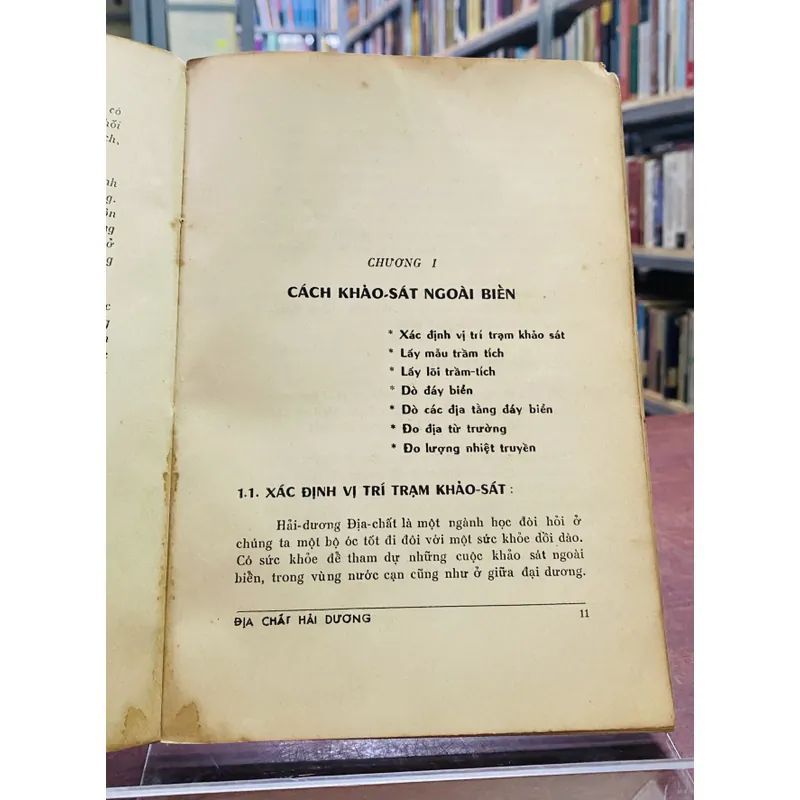 có
ch,
nh
g.
ôn
ng
ở
g
c
g
n
c
CHƯƠNG I
CÁCH KHẢO-SÁT NGOÀI BIỂN
* Xác định vị trí trạm khảo sát
* Lấy mẫu trầm tích
* Lấy lõi trầm-tích
* Dò đáy biển
* Dò các địa tầng đáy biển
* Đo địa từ trường
* Đo lượng nhiệt truyền
1.1. XÁC ĐỊNH VỊ TRÍ TRẠM KHẢO-SÁT :
Hải-dương Địa-chất là một ngành học đòi hỏi ở
chúng ta một bộ óc tốt đi đôi với một sức khỏe dồi dào.
Có sức khỏe để tham dự những cuộc khảo sát ngoài
biển, trong vùng nước cạn cũng như ở giữa đại dương.
ĐỊA CHẤT HẢI DƯƠNG 11